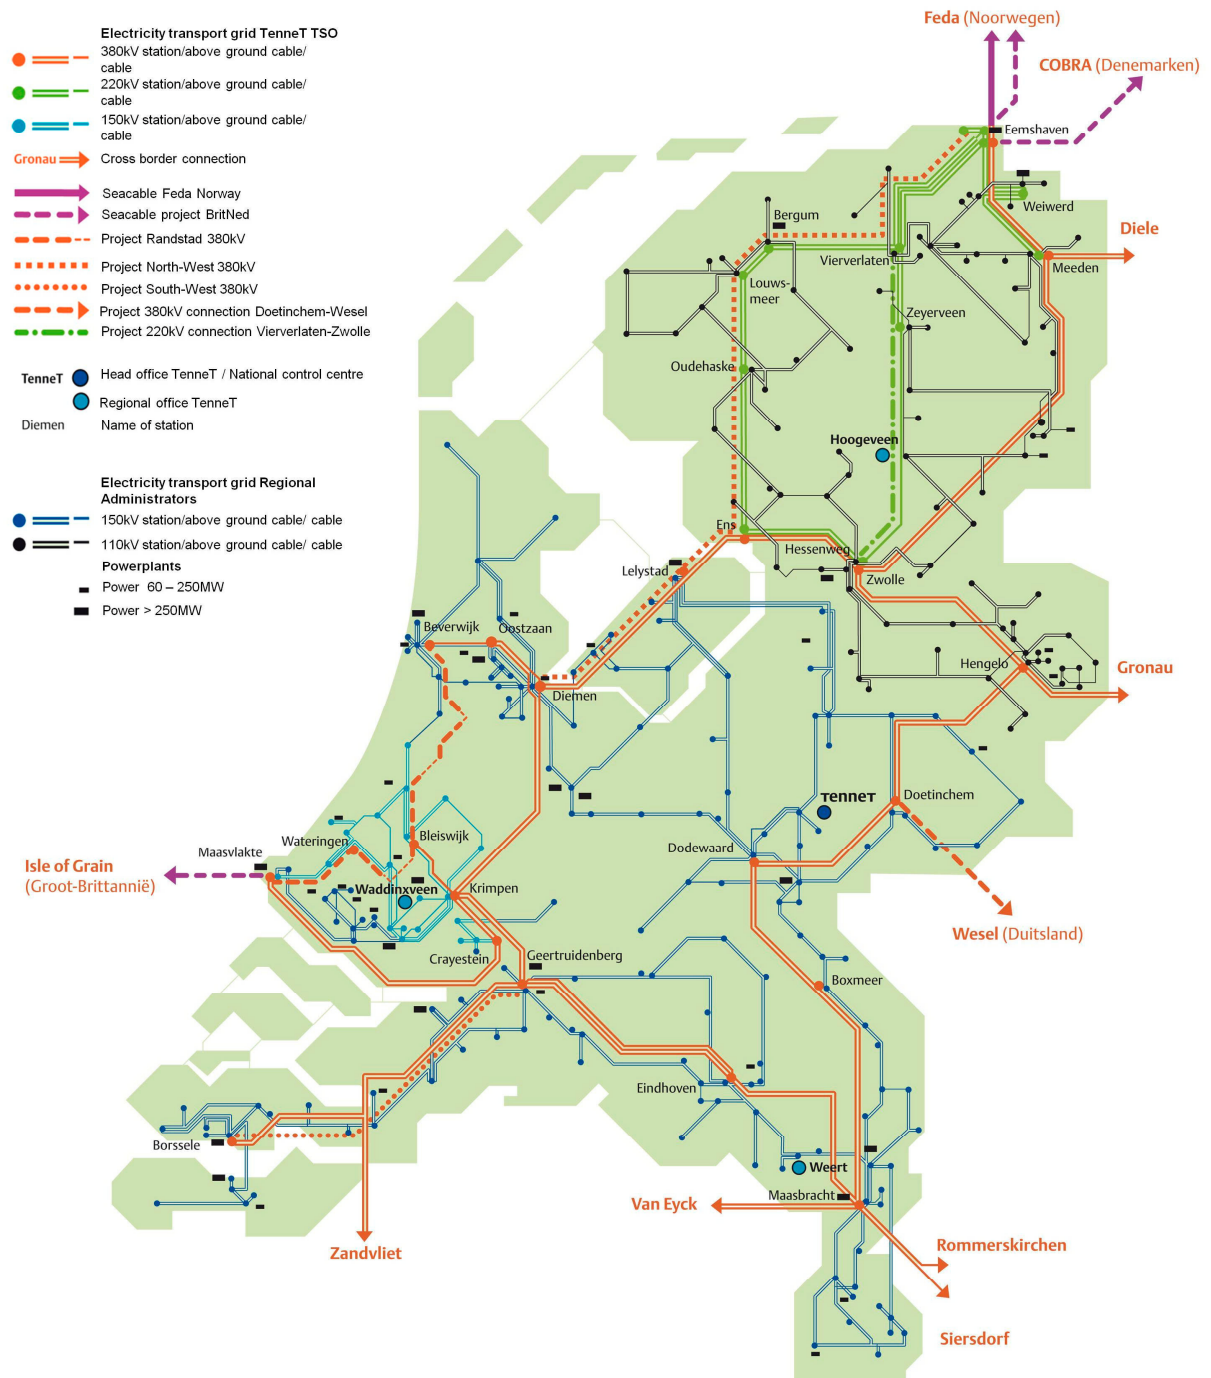 Electricity transport grid TenneT TSO
380kV station/above ground cable/
cable
220kV station/above ground cable/
cable
150kV station/above ground cable/
cable
Gronau
Cross border connection
Seacable Feda Norway
Seacable project BritNed
Project Randstad 380kV
Project North-West 380kV
Project South-West 380kV
Project 380kV connection Doetinchem-Wesel
Project 220kV connection Vierverlaten-Zwolle
TenneT
Head office TenneT / National control centre
Regional office TenneT
Diemen
Name of station
Electricity transport grid Regional
Administrators
150kV station/above ground cable/ cable
110kV station/above ground cable/ cable
Powerplants
Power 60 – 250MW
Power > 250MW
Feda (Noorwegen)
COBRA (Denemarken)
Eemshaven
Weiwerd
Bergum
Diele
Vierverlaten
Meeden
Louws-
meer
Zeyerveen
Oudehaske
Hoogeveen
Ens
Hessenweg
Lelystad
Zwolle
Beverwijk
Oostzaan
Hengelo
Gronau
Diemen
TenneT
Doetinchem
Wateringen
Bleiswijk
Maasvlakte
Dodewaard
Isle of Grain
(Groot-Brittannië)
Waddinxveen
Krimpen
Wesel (Duitsland)
Crayestein
Geertruidenberg
Boxmeer
Eindhoven
Borssele
Weert
Maasbracht
Van Eyck
Zandvliet
Rommerskirchen
Siersdorf